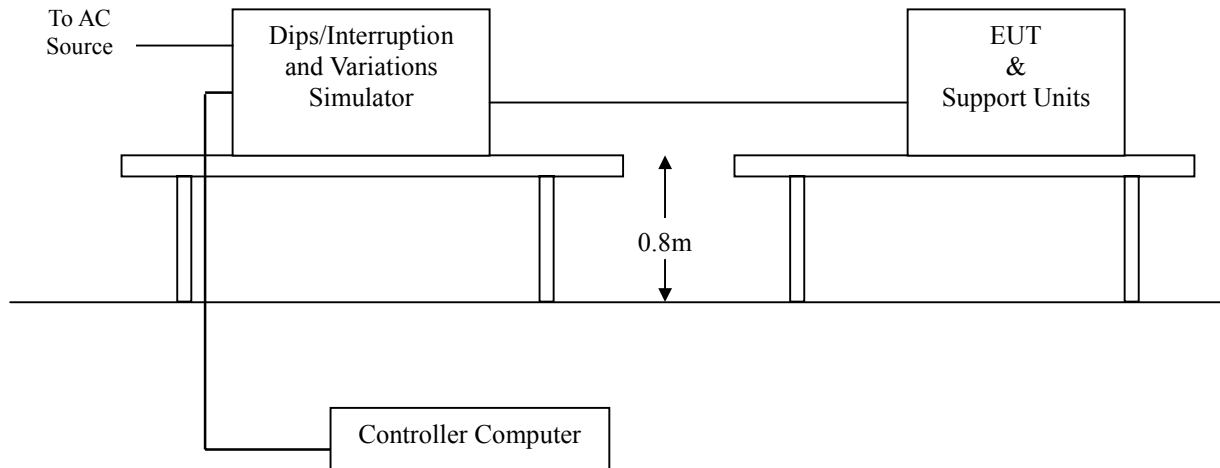 To AC
Source
Dips/Interruption
and Variations
Simulator
EUT
&
Support Units
0.8m
Controller Computer